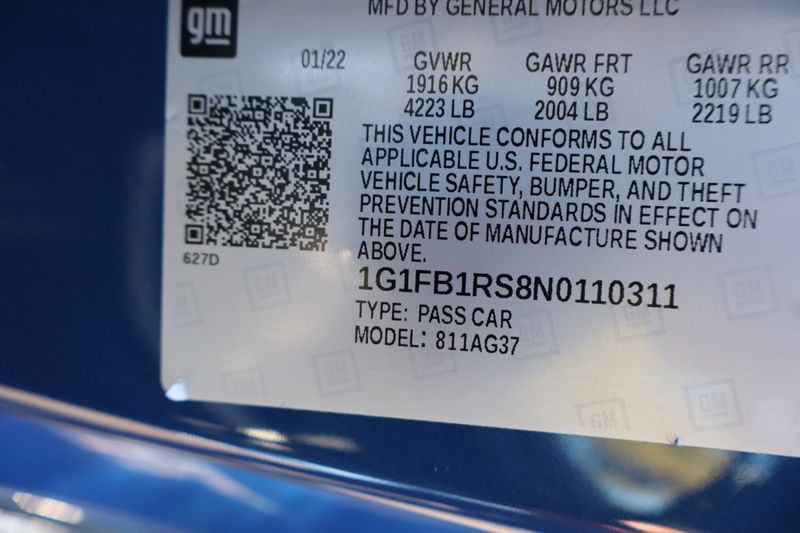 MFD BY GENERAL MOTORS LLC
gm
01/22 GVWR GAWR FRT GAWR RR
1916 KG 909 KG 1007 KG
4223 LB 2004 LB 2219 LB
THIS VEHICLE CONFORMS TO ALL
APPLICABLE U.S. FEDERAL MOTOR
VEHICLE SAFETY, BUMPER, AND THEFT
PREVENTION STANDARDS IN EFFECT ON
THE DATE OF MANUFACTURE SHOWN
ABOVE.
627D
1G1FB1RS8N0110311
TYPE: PASS CAR
MODEL: 811AG37